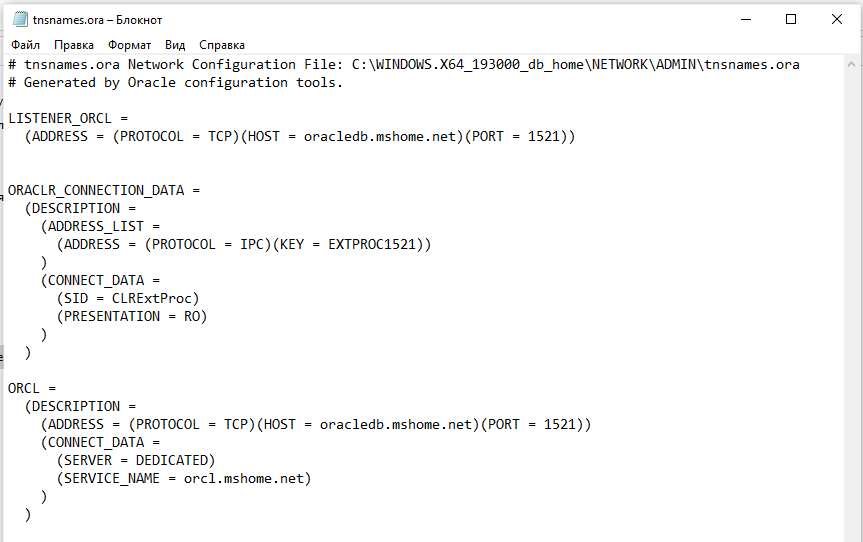 tnsnames.ora – Блокнот
Файл Правка Формат Вид Справка
# tnsnames.ora Network Configuration File: C:\WINDOWS.X64_193000_db_home\NETWORK\ADMIN\tnsnames.ora
# Generated by Oracle configuration tools.

LISTENER_ORCL =
  (ADDRESS = (PROTOCOL = TCP)(HOST = oracledb.mshome.net)(PORT = 1521))


ORACLR_CONNECTION_DATA =
  (DESCRIPTION =
    (ADDRESS_LIST =
      (ADDRESS = (PROTOCOL = IPC)(KEY = EXTPROC1521))
    )
    (CONNECT_DATA =
      (SID = CLRExtProc)
      (PRESENTATION = RO)
    )
  )

ORCL =
  (DESCRIPTION =
    (ADDRESS = (PROTOCOL = TCP)(HOST = oracledb.mshome.net)(PORT = 1521))
    (CONNECT_DATA =
      (SERVER = DEDICATED)
      (SERVICE_NAME = orcl.mshome.net)
    )
  )